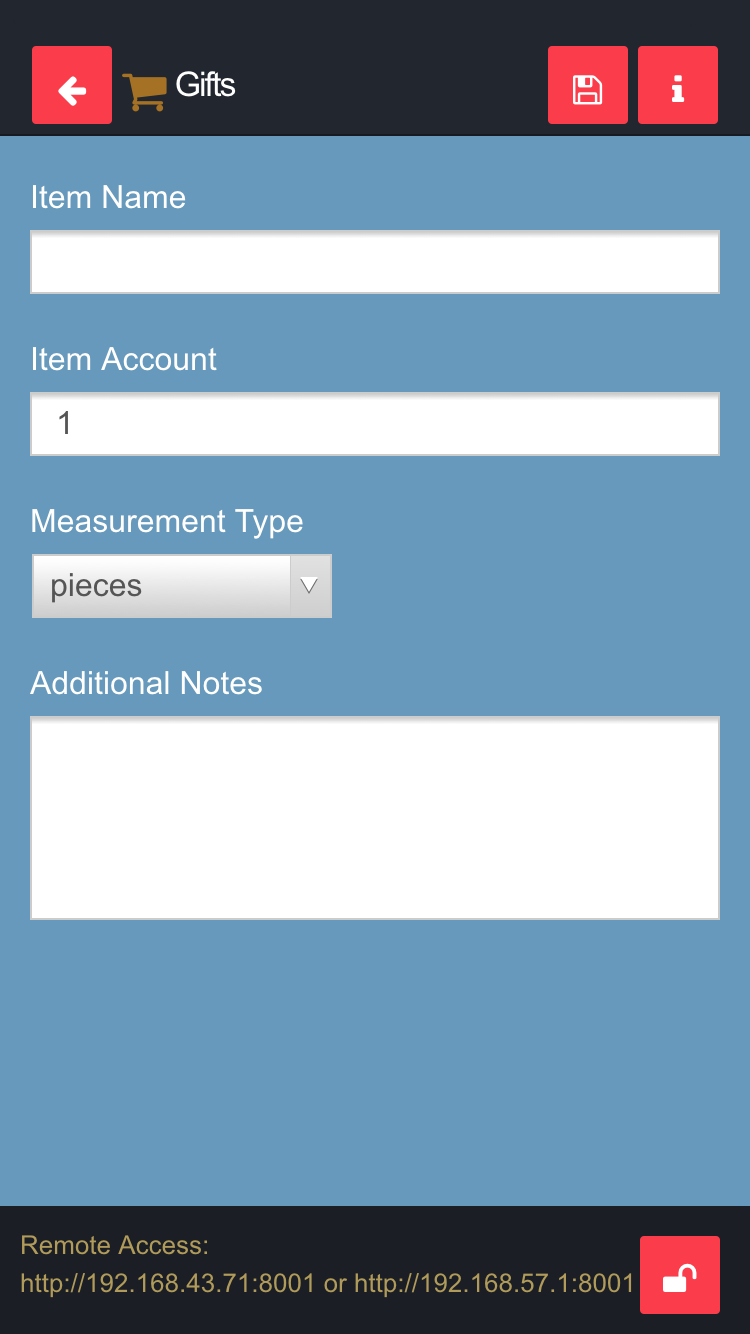 Gifts
Item Name
Item Account
1
Measurement Type
pieces
Additional Notes
Remote Access:
http://192.168.43.71:8001 or http://192.168.57.1:8001